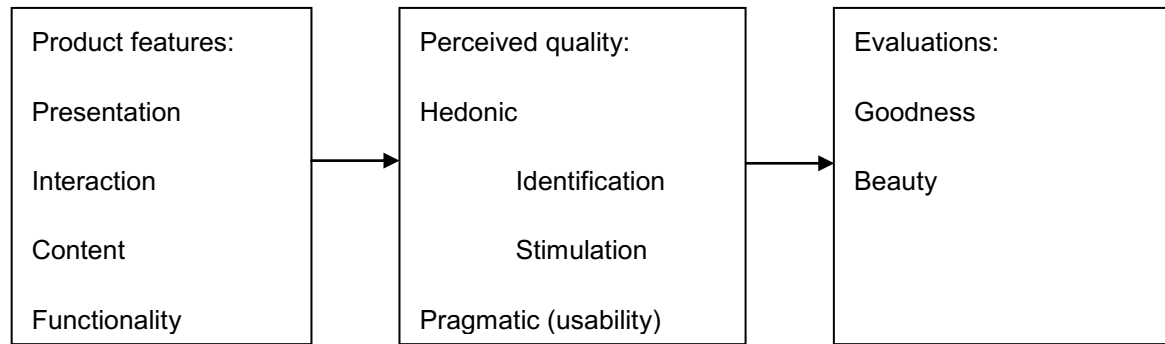 Product features:
Presentation
Interaction
Content
Functionality
Perceived quality:
Hedonic
Identification
Stimulation
Pragmatic (usability)
Evaluations:
Goodness
Beauty